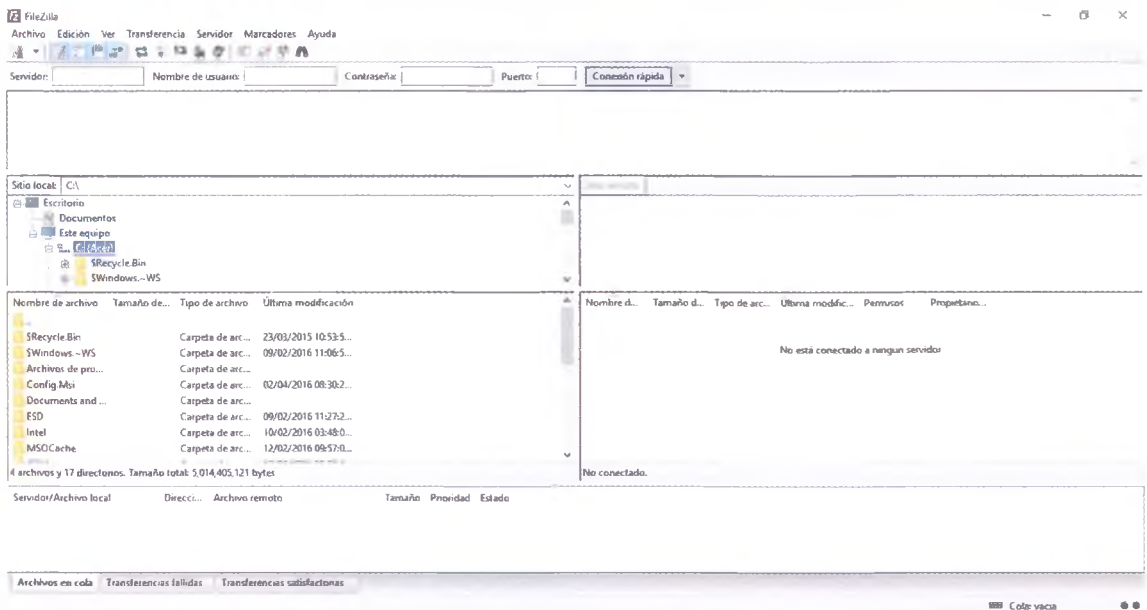 FileZilla
Archivo Edición Ver Transferencia Servidor Marcadores Ayuda
Servidor: Nombre de usuario: Contraseña: Puerto: Conexión rápida
Sitio local: C:\
Escritorio
Documentos
Este equipo
C: (Acer)
$Recycle.Bin
$Windows.~WS
Nombre de archivo Tamaño de... Tipo de archivo Última modificación
..
$Recycle.Bin Carpeta de arc... 23/03/2015 10:53:5...
$Windows.~WS Carpeta de arc... 09/02/2016 11:06:5...
Archivos de pro... Carpeta de arc...
Config.Msi Carpeta de arc... 02/04/2016 08:30:2...
Documents and ... Carpeta de arc...
ESD Carpeta de arc... 09/02/2016 11:27:2...
Intel Carpeta de arc... 10/02/2016 03:48:0...
MSOCache Carpeta de arc... 12/02/2016 09:57:0...
4 archivos y 17 directorios. Tamaño total: 5,014,405,121 bytes
Nombre d... Tamaño d... Tipo de arc... Última modific... Permisos Propietario...
No está conectado a ningun servidor
No conectado.
Servidor/Archivo local Direcci... Archivo remoto Tamaño Prioridad Estado
Archivos en cola Transferencias fallidas Transferencias satisfactorias
Cola: vacía